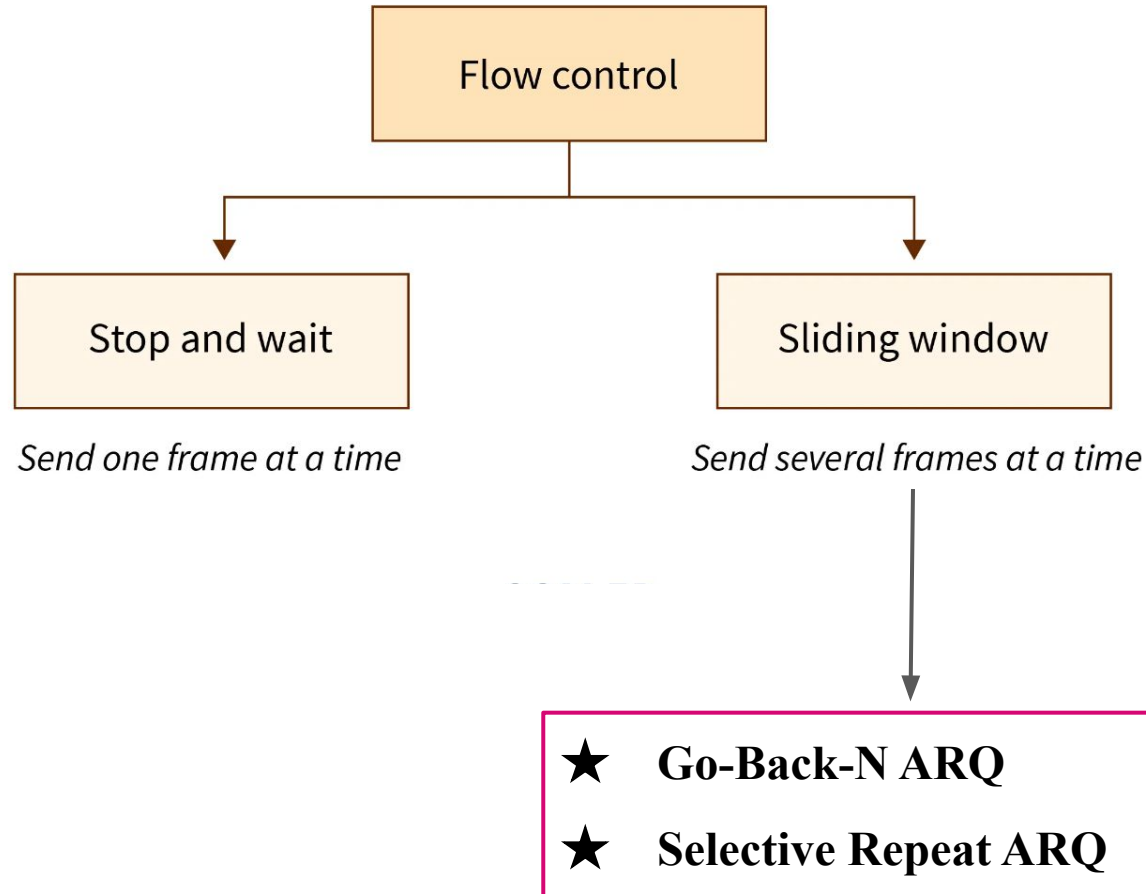 Flow control
Stop and wait
Sliding window
Send one frame at a time
Send several frames at a time
★ Go-Back-N ARQ
★ Selective Repeat ARQ